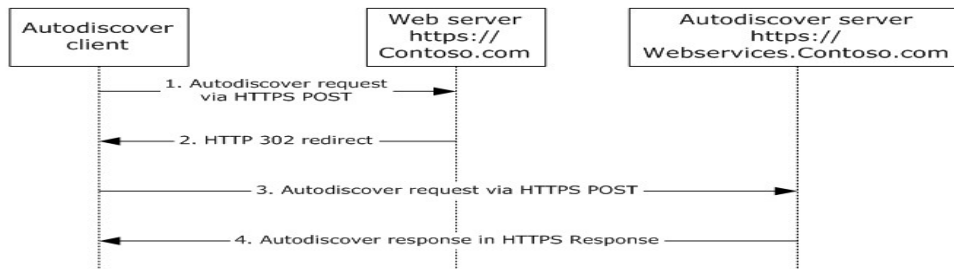 Autodiscover
client
Web server
https://
Contoso.com
Autodiscover server
https://
Webservices.Contoso.com
1. Autodiscover request
via HTTPS POST
2. HTTP 302 redirect
3. Autodiscover request via HTTPS POST
4. Autodiscover response in HTTPS Response